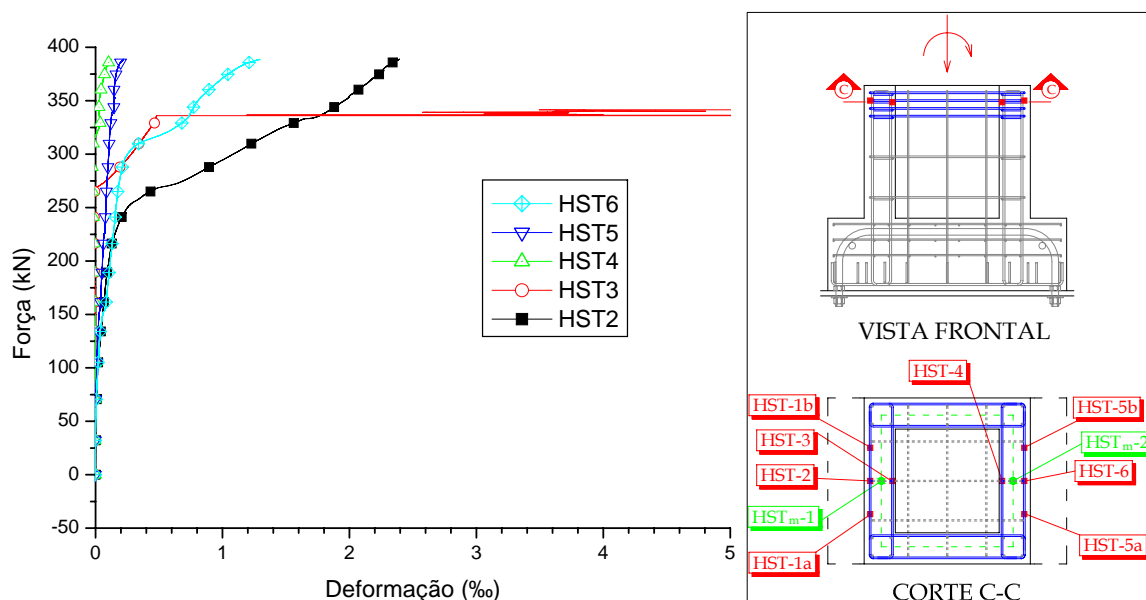 400
350
300
250
200
150
100
50
0
-50
Força (kN)
0 1 2 3 4 5
Deformação (‰)
HST6
HST5
HST4
HST3
HST2
C C
VISTA FRONTAL
HST-4
HST-1b
HST-5b
HST-3
HSTm-2
HST-2
HST-6
HSTm-1
HST-1a
HST-5a
CORTE C-C